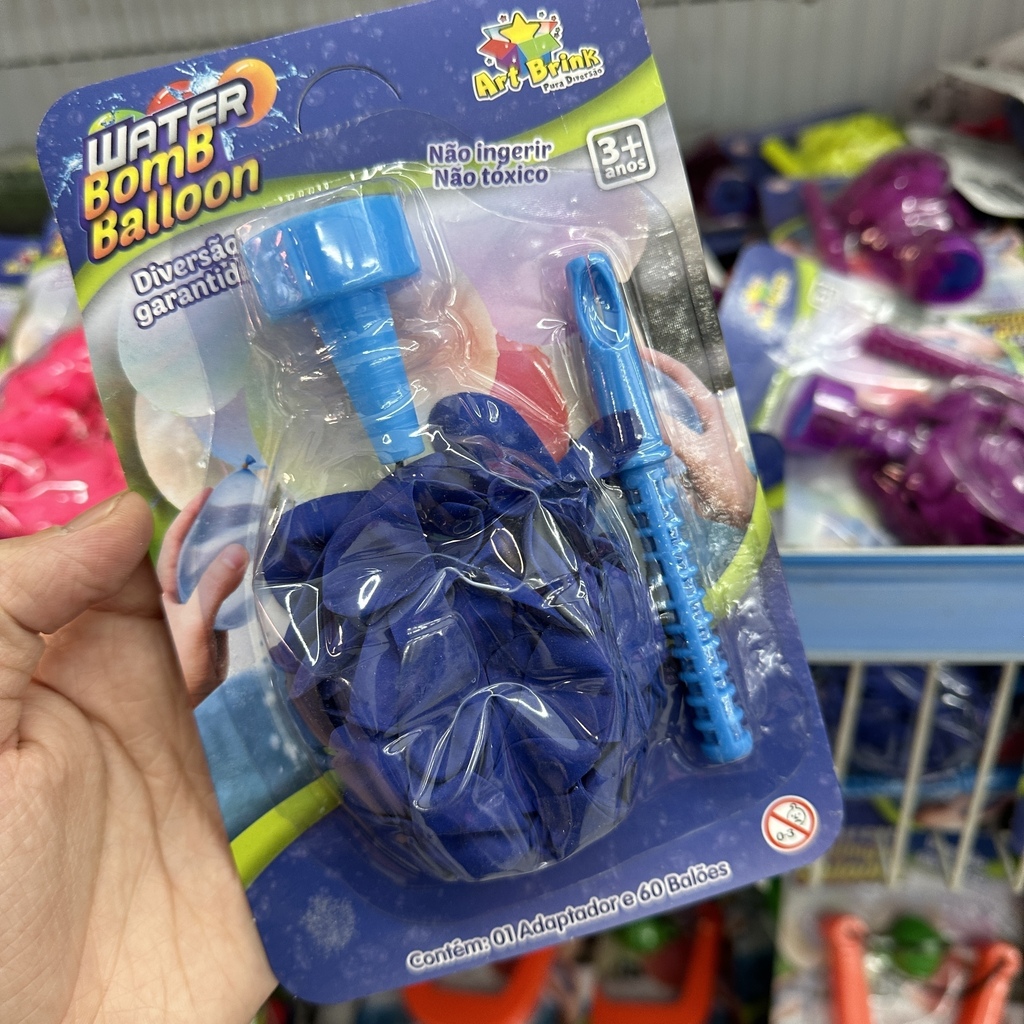 WATER
BomB
Balloon
Art Brink
Pura Diversão
Não ingerir
Não tóxico
3+
anos
Diversão
garantid
0-3
Contém: 01 Adaptador e 60 Balões